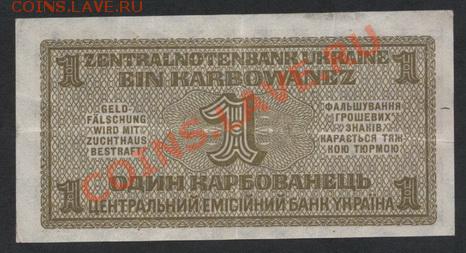 COINS.LAVE.RU
1 ZENTRALNOTENBANK UKRAINE 1
EIN KARBOWANEZ
GELD-
FÄLSCHUNG
WIRD MIT
ZUCHTHAUS
BESTRAFT
1
ФАЛЬШУВАННЯ
ГРОШЕВИХ
ЗНАКІВ
КАРАЄТЬСЯ ТЯЖ-
КОЮ ТЮРМОЮ
COINS.LAVE.RU
ОДИН КАРБОВАНЕЦЬ
1 ЦЕНТРАЛЬНИЙ ЕМІСІЙНИЙ БАНК УКРАЇНА 1
COINS.LAVE.RU